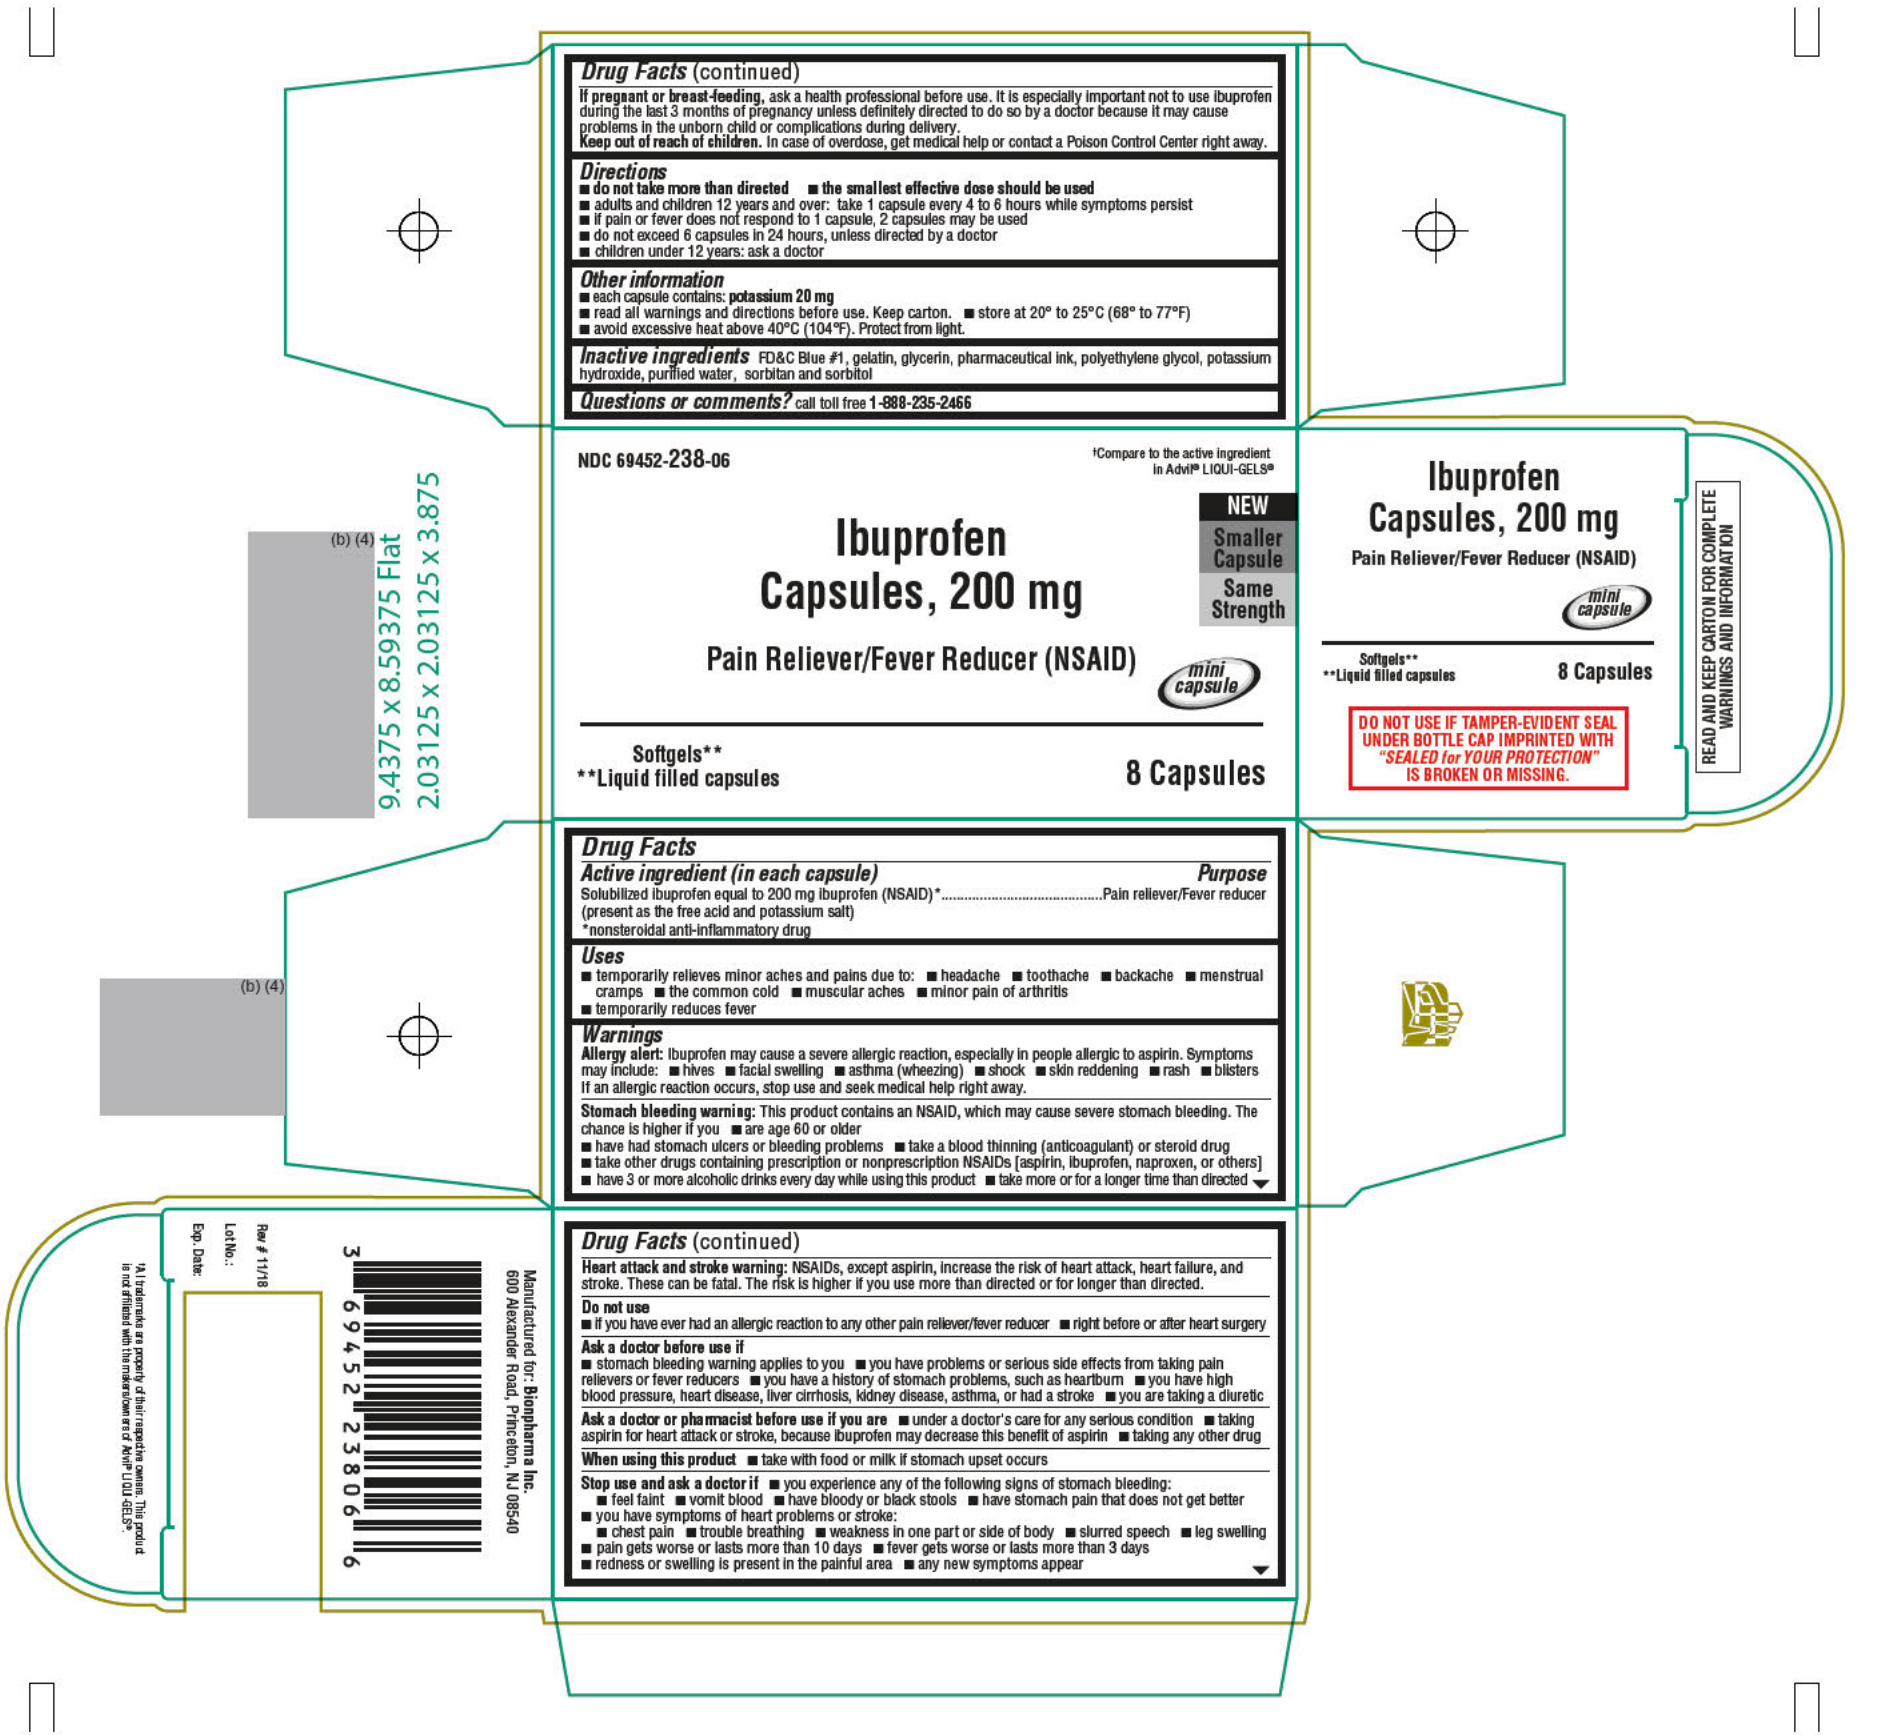 Drug Facts (continued)
If pregnant or breast-feeding, ask a health professional before use. It is especially important not to use ibuprofen
during the last 3 months of pregnancy unless definitely directed to do so by a doctor because it may cause
problems in the unborn child or complications during delivery.
Keep out of reach of children. In case of overdose, get medical help or contact a Poison Control Center right away.
Directions
■ do not take more than directed ■ the smallest effective dose should be used
■ adults and children 12 years and over: take 1 capsule every 4 to 6 hours while symptoms persist
■ if pain or fever does not respond to 1 capsule, 2 capsules may be used
■ do not exceed 6 capsules in 24 hours, unless directed by a doctor
■ children under 12 years: ask a doctor
Other information
■ each capsule contains: potassium 20 mg
■ read all warnings and directions before use. Keep carton. ■ store at 20° to 25°C (68° to 77°F)
■ avoid excessive heat above 40°C (104°F). Protect from light.
Inactive ingredients FD&C Blue #1, gelatin, glycerin, pharmaceutical ink, polyethylene glycol, potassium
hydroxide, purified water, sorbitan and sorbitol
Questions or comments? call toll free 1-888-235-2466
NDC 69452-238-06
‡Compare to the active ingredient
in Advil® LIQUI-GELS®
NEW
Smaller
Capsule
Same
Strength
Ibuprofen
Capsules, 200 mg
Pain Reliever/Fever Reducer (NSAID)
mini
capsule
Softgels**
**Liquid filled capsules
8 Capsules
Ibuprofen
Capsules, 200 mg
Pain Reliever/Fever Reducer (NSAID)
mini
capsule
Softgels**
**Liquid filled capsules
8 Capsules
DO NOT USE IF TAMPER-EVIDENT SEAL
UNDER BOTTLE CAP IMPRINTED WITH
"SEALED for YOUR PROTECTION"
IS BROKEN OR MISSING.
READ AND KEEP CARTON FOR COMPLETE
WARNINGS AND INFORMATION
(b) (4)
9.4375 x 8.59375 Flat
2.03125 x 2.03125 x 3.875
(b) (4)
Drug Facts
Active ingredient (in each capsule) Purpose
Solubilized ibuprofen equal to 200 mg ibuprofen (NSAID)*..........................................Pain reliever/Fever reducer
(present as the free acid and potassium salt)
*nonsteroidal anti-inflammatory drug
Uses
■ temporarily relieves minor aches and pains due to: ■ headache ■ toothache ■ backache ■ menstrual
cramps ■ the common cold ■ muscular aches ■ minor pain of arthritis
■ temporarily reduces fever
Warnings
Allergy alert: Ibuprofen may cause a severe allergic reaction, especially in people allergic to aspirin. Symptoms
may include: ■ hives ■ facial swelling ■ asthma (wheezing) ■ shock ■ skin reddening ■ rash ■ blisters
If an allergic reaction occurs, stop use and seek medical help right away.
Stomach bleeding warning: This product contains an NSAID, which may cause severe stomach bleeding. The
chance is higher if you ■ are age 60 or older
■ have had stomach ulcers or bleeding problems ■ take a blood thinning (anticoagulant) or steroid drug
■ take other drugs containing prescription or nonprescription NSAIDs [aspirin, ibuprofen, naproxen, or others]
■ have 3 or more alcoholic drinks every day while using this product ■ take more or for a longer time than directed
Drug Facts (continued)
Heart attack and stroke warning: NSAIDs, except aspirin, increase the risk of heart attack, heart failure, and
stroke. These can be fatal. The risk is higher if you use more than directed or for longer than directed.
Do not use
■ if you have ever had an allergic reaction to any other pain reliever/fever reducer ■ right before or after heart surgery
Ask a doctor before use if
■ stomach bleeding warning applies to you ■ you have problems or serious side effects from taking pain
relievers or fever reducers ■ you have a history of stomach problems, such as heartburn ■ you have high
blood pressure, heart disease, liver cirrhosis, kidney disease, asthma, or had a stroke ■ you are taking a diuretic
Ask a doctor or pharmacist before use if you are ■ under a doctor's care for any serious condition ■ taking
aspirin for heart attack or stroke, because ibuprofen may decrease this benefit of aspirin ■ taking any other drug
When using this product ■ take with food or milk if stomach upset occurs
Stop use and ask a doctor if ■ you experience any of the following signs of stomach bleeding:
■ feel faint ■ vomit blood ■ have bloody or black stools ■ have stomach pain that does not get better
■ you have symptoms of heart problems or stroke:
■ chest pain ■ trouble breathing ■ weakness in one part or side of body ■ slurred speech ■ leg swelling
■ pain gets worse or lasts more than 10 days ■ fever gets worse or lasts more than 3 days
■ redness or swelling is present in the painful area ■ any new symptoms appear
Manufactured for: Bionpharma Inc.
600 Alexander Road, Princeton, NJ 08540
3 69452 23806 6
Rev # 11/18
Lot No.:
Exp. Date:
‡All trademarks are property of their respective owners. This product
is not affiliated with the makers/owners of Advil® LIQUI-GELS®.